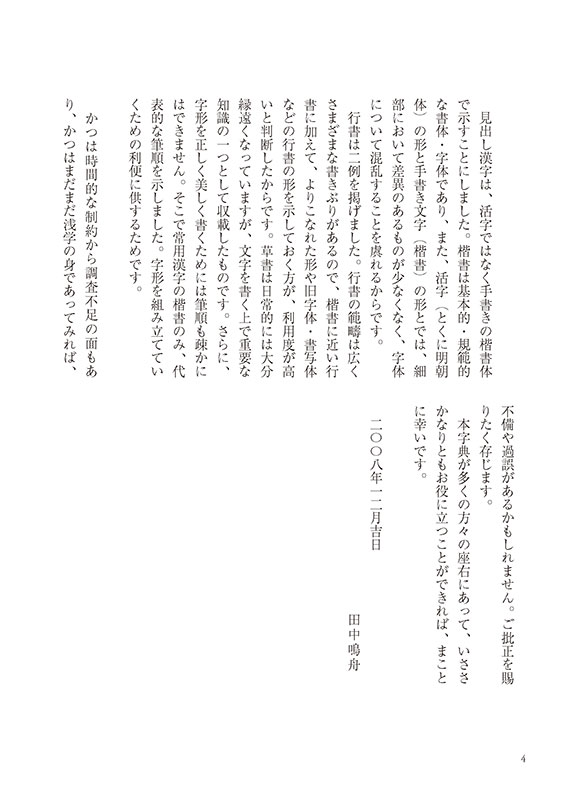 見出し漢字は、活字ではなく手書きの楷書体
で示すことにしました。楷書は基本的・規範的
な書体・字体であり、また、活字（とくに明朝
体）の形と手書き文字（楷書）の形とでは、細
部において差異のあるものが少なくなく、字体
について混乱することを虞れるからです。
行書は二例を掲げました。行書の範疇は広く
さまざまな書きぶりがあるので、楷書に近い行
書に加えて、よりこなれた形や旧字体・書写体
などの行書の形を示しておく方が、利用度が高
いと判断したからです。草書は日常的には大分
縁遠くなっていますが、文字を書く上で重要な
知識の一つとして収載したものです。さらに、
字形を正しく美しく書くためには筆順も疎かに
はできません。そこで常用漢字の楷書のみ、代
表的な筆順を示しました。字形を組み立ててい
くための利便に供するためです。
かつは時間的な制約から調査不足の面もあ
り、かつはまだまだ浅学の身であってみれば、
不備や過誤があるかもしれません。ご批正を賜
りたく存じます。
本字典が多くの方々の座右にあって、いささ
かなりともお役に立つことができれば、まこと
に幸いです。
二〇〇八年一二月吉日
田中鳴舟
4